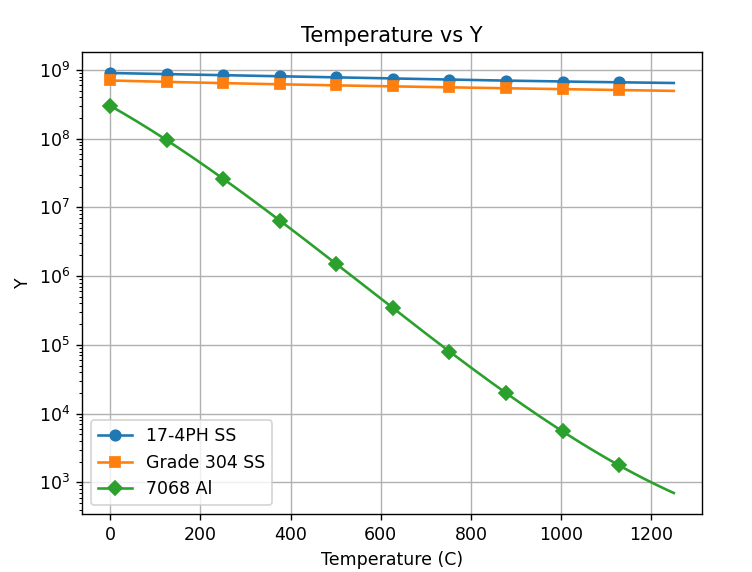 Temperature vs Y
Y
10⁹
10⁸
10⁷
10⁶
10⁵
10⁴
10³
17-4PH SS
Grade 304 SS
7068 Al
0 200 400 600 800 1000 1200
Temperature (C)